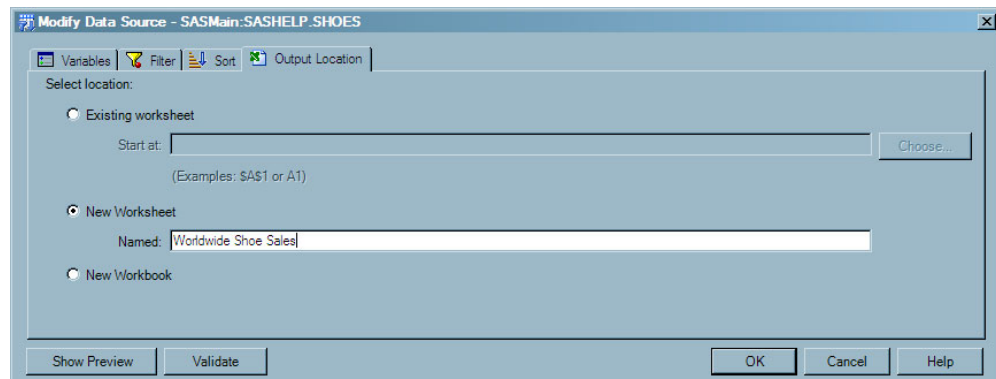 Modify Data Source - SASMain:SASHELP.SHOES
Variables Filter Sort Output Location
Select location:
Existing worksheet
Start at: Choose...
(Examples: $A$1 or A1)
New Worksheet
Named: Worldwide Shoe Sales
New Workbook
Show Preview Validate OK Cancel Help